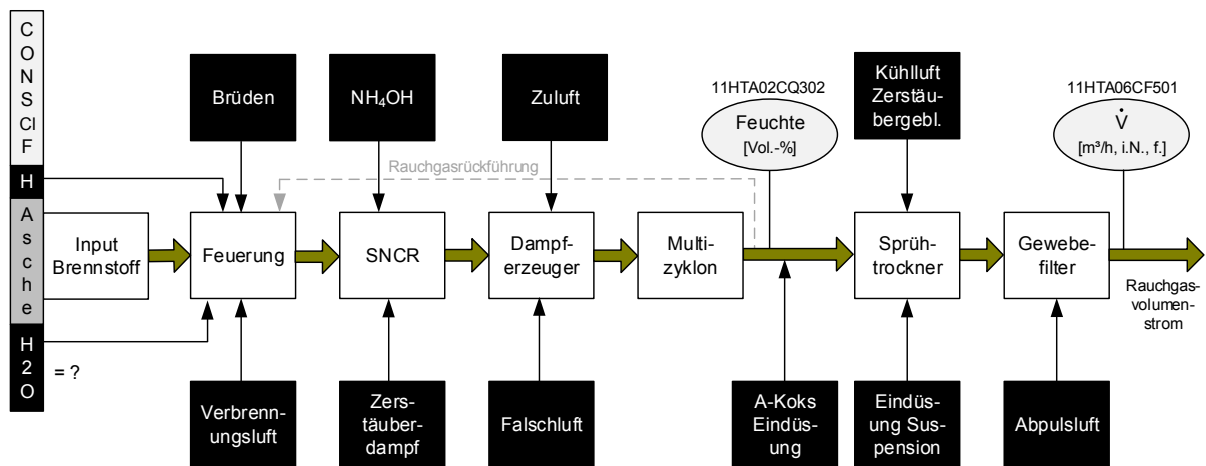 C
O
N
S
Cl
F
H
A
s
c
h
e
H
2
O
= ?
Input
Brennstoff
Brüden
Feuerung
Verbrenn-
ungsluft
NH4OH
SNCR
Zers-
täuber-
dampf
Rauchgasrückführung
Zuluft
Dampf-
erzeuger
Falschluft
Multi-
zyklon
11HTA02CQ302
Feuchte
[Vol.-%]
A-Koks
Eindüs-
ung
Kühlluft
Zerstäu-
bergebl.
Sprüh-
trockner
Eindüs-
ung Sus-
pension
11HTA06CF501
V̇
[m³/h, i.N., f.]
Gewebe-
filter
Abpulsluft
Rauchgas-
volumen-
strom